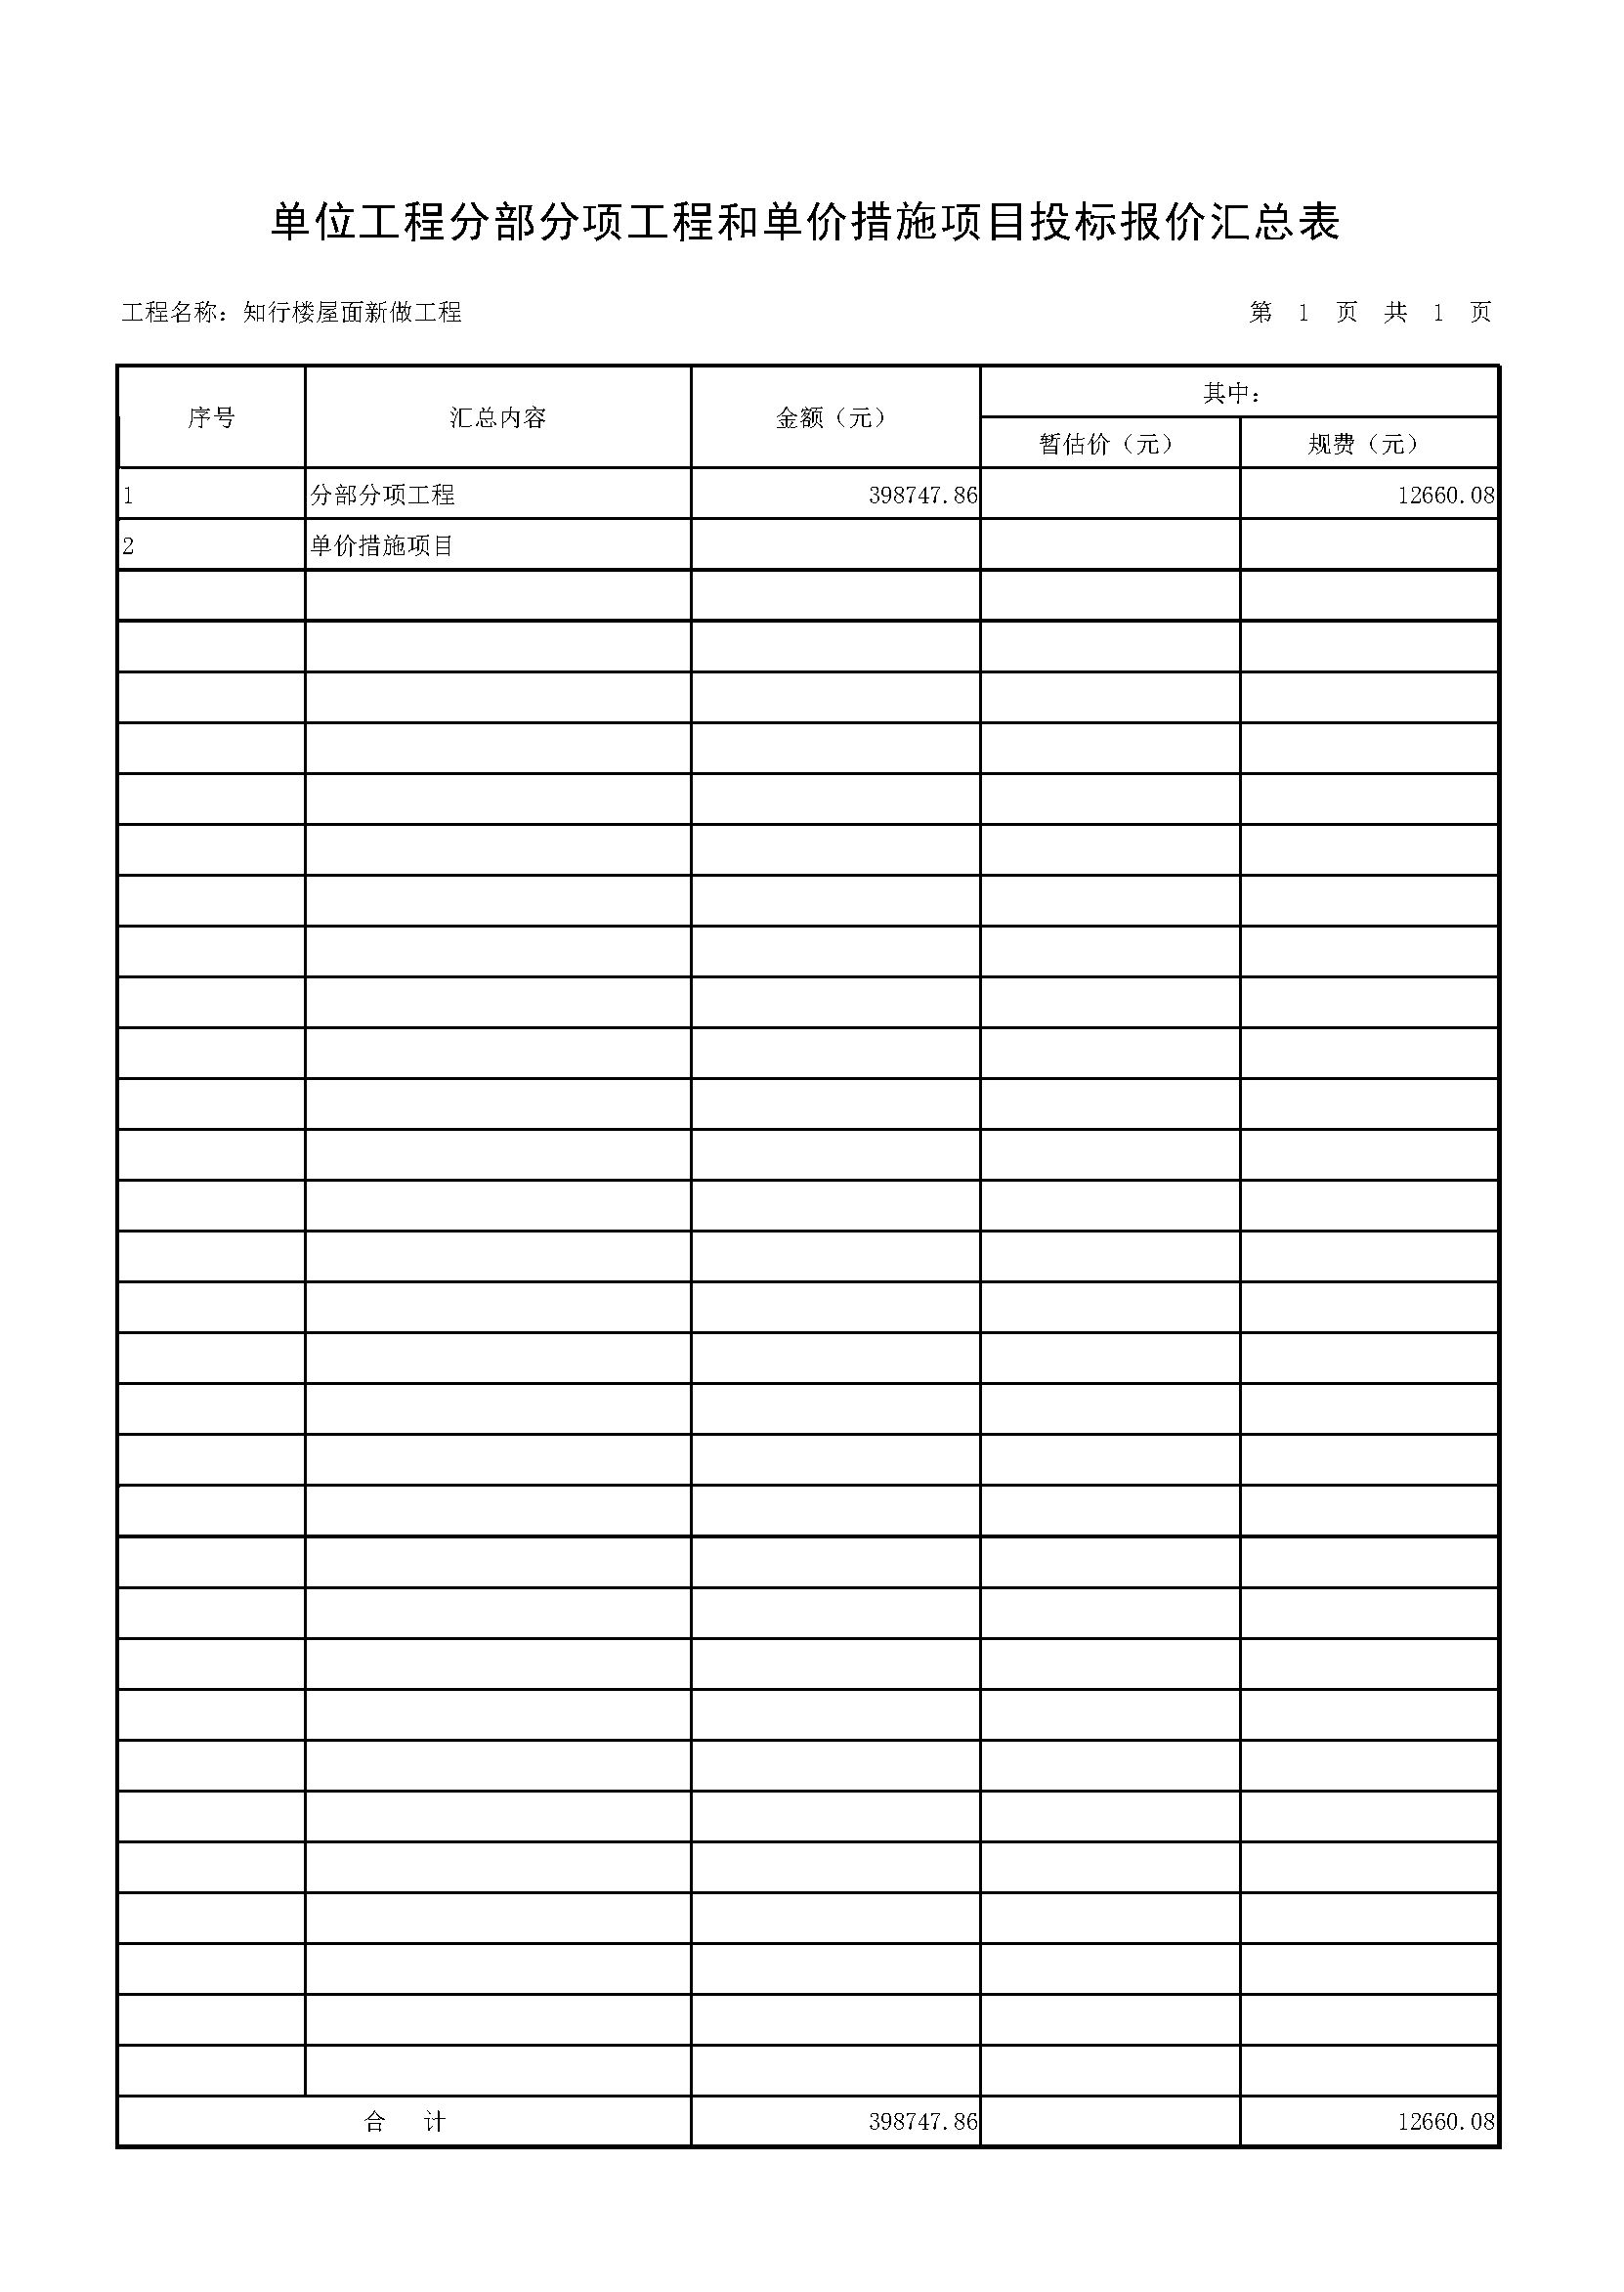 单位工程分部分项工程和单价措施项目投标报价汇总表
工程名称：知行楼屋面新做工程 第 1 页 共 1 页
序号 汇总内容 金额（元） 其中：
暂估价（元） 规费（元）
1 分部分项工程 398747.86 12660.08
2 单价措施项目
合 计 398747.86 12660.08